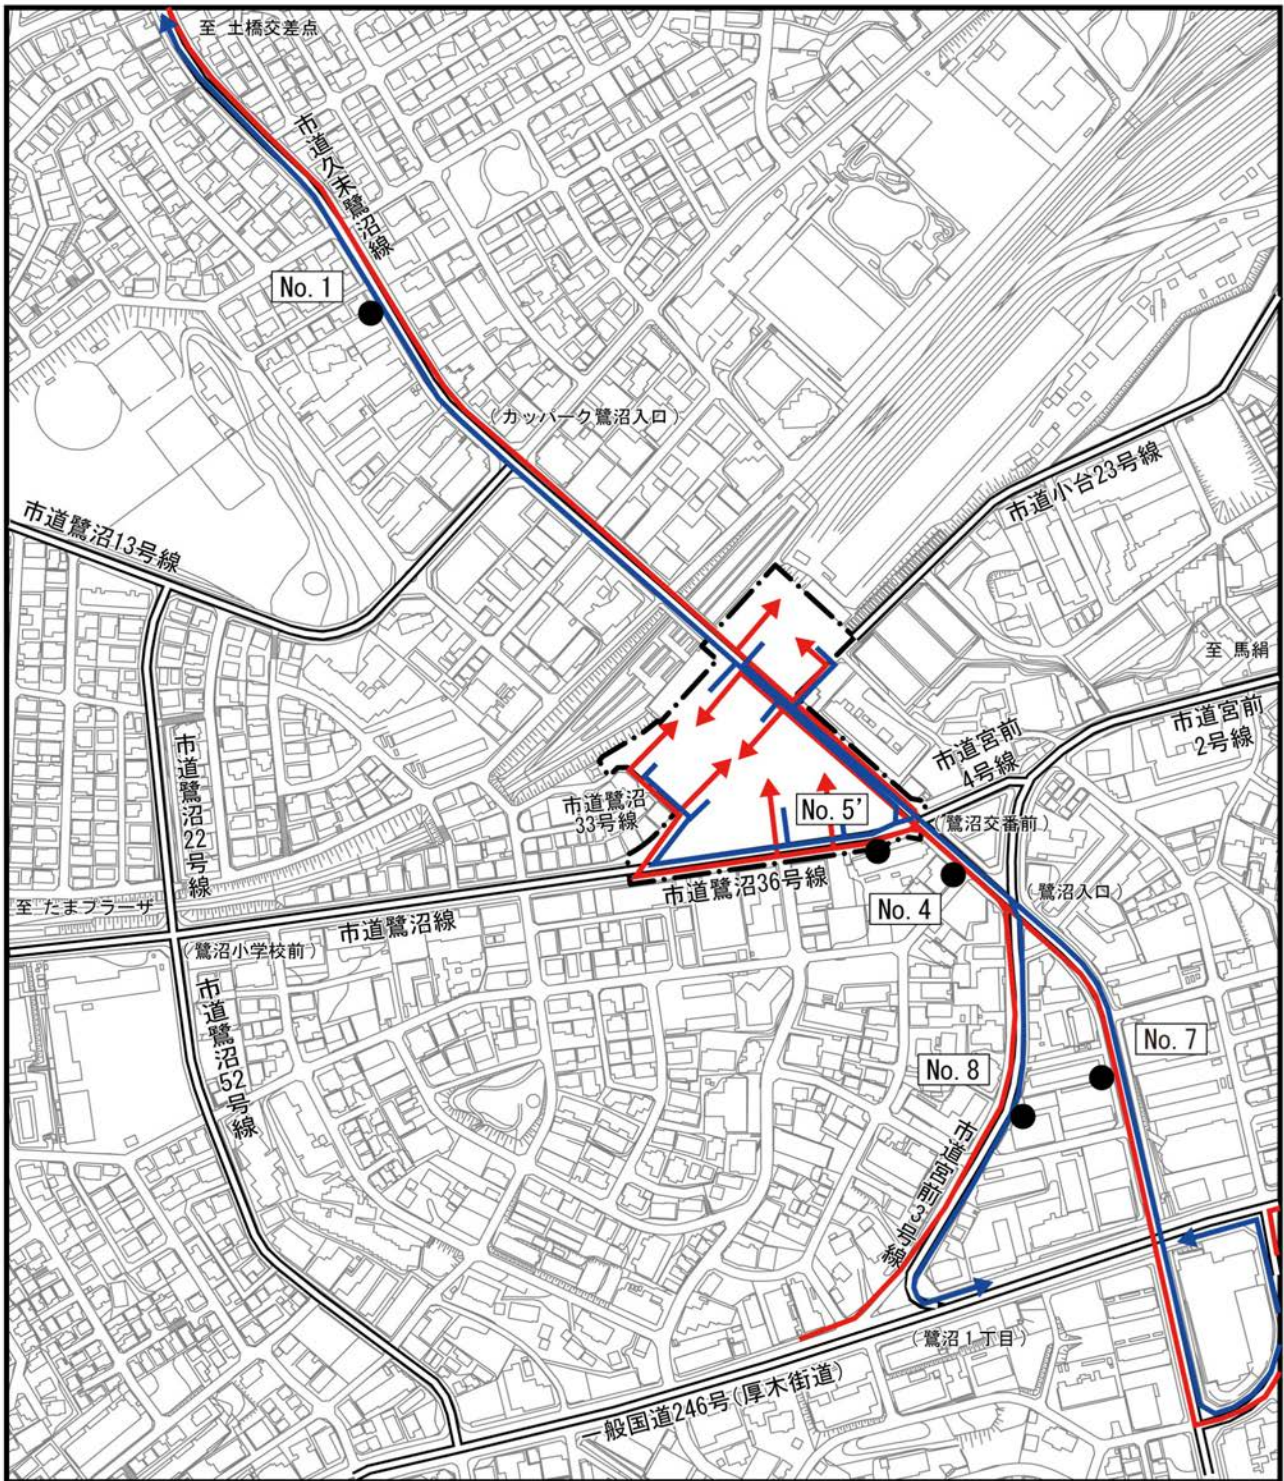 至 土橋交差点
市道久末鷺沼線
No. 1
(カッパーク鷺沼入口)
市道小台23号線
市道鷺沼13号線
至 馬絹
市道宮前
2号線
市道宮前
4号線
市道鷺沼22号線
市道鷺沼
33号線
No. 5’
(鷺沼交番前)
市道鷺沼36号線
(鷺沼入口)
至 たまプラーザ
No. 4
市道鷺沼線
(鷺沼小学校前)
市道鷺沼52号線
No. 7
No. 8
市道宮前3号線
(鷺沼1丁目)
一般国道246号(厚木街道)